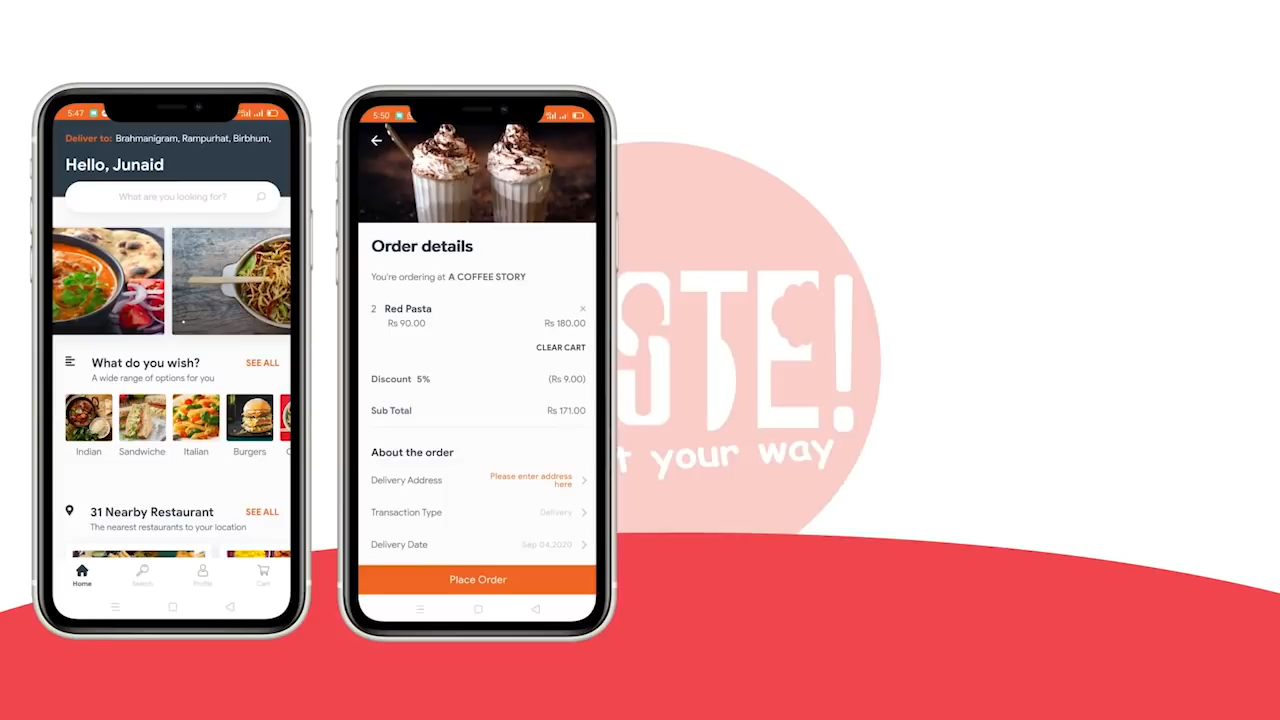 5:47
Deliver to: Brahmanigram, Rampurhat, Birbhum,
Hello, Junaid
What are you looking for?
What do you wish?
SEE ALL
A wide range of options for you
Indian
Sandwiche
Italian
Burgers
31 Nearby Restaurant
SEE ALL
The nearest restaurants to your location
Home
Search
Profile
Cart
5:50
Order details
You're ordering at A COFFEE STORY
2 Red Pasta
Rs 90.00
Rs 180.00
CLEAR CART
Discount 5%
(Rs 9.00)
Sub Total
Rs 171.00
About the order
Delivery Address
Please enter address
here
Transaction Type
Delivery
Delivery Date
Sep 04,2020
Place Order
STE!
t your way